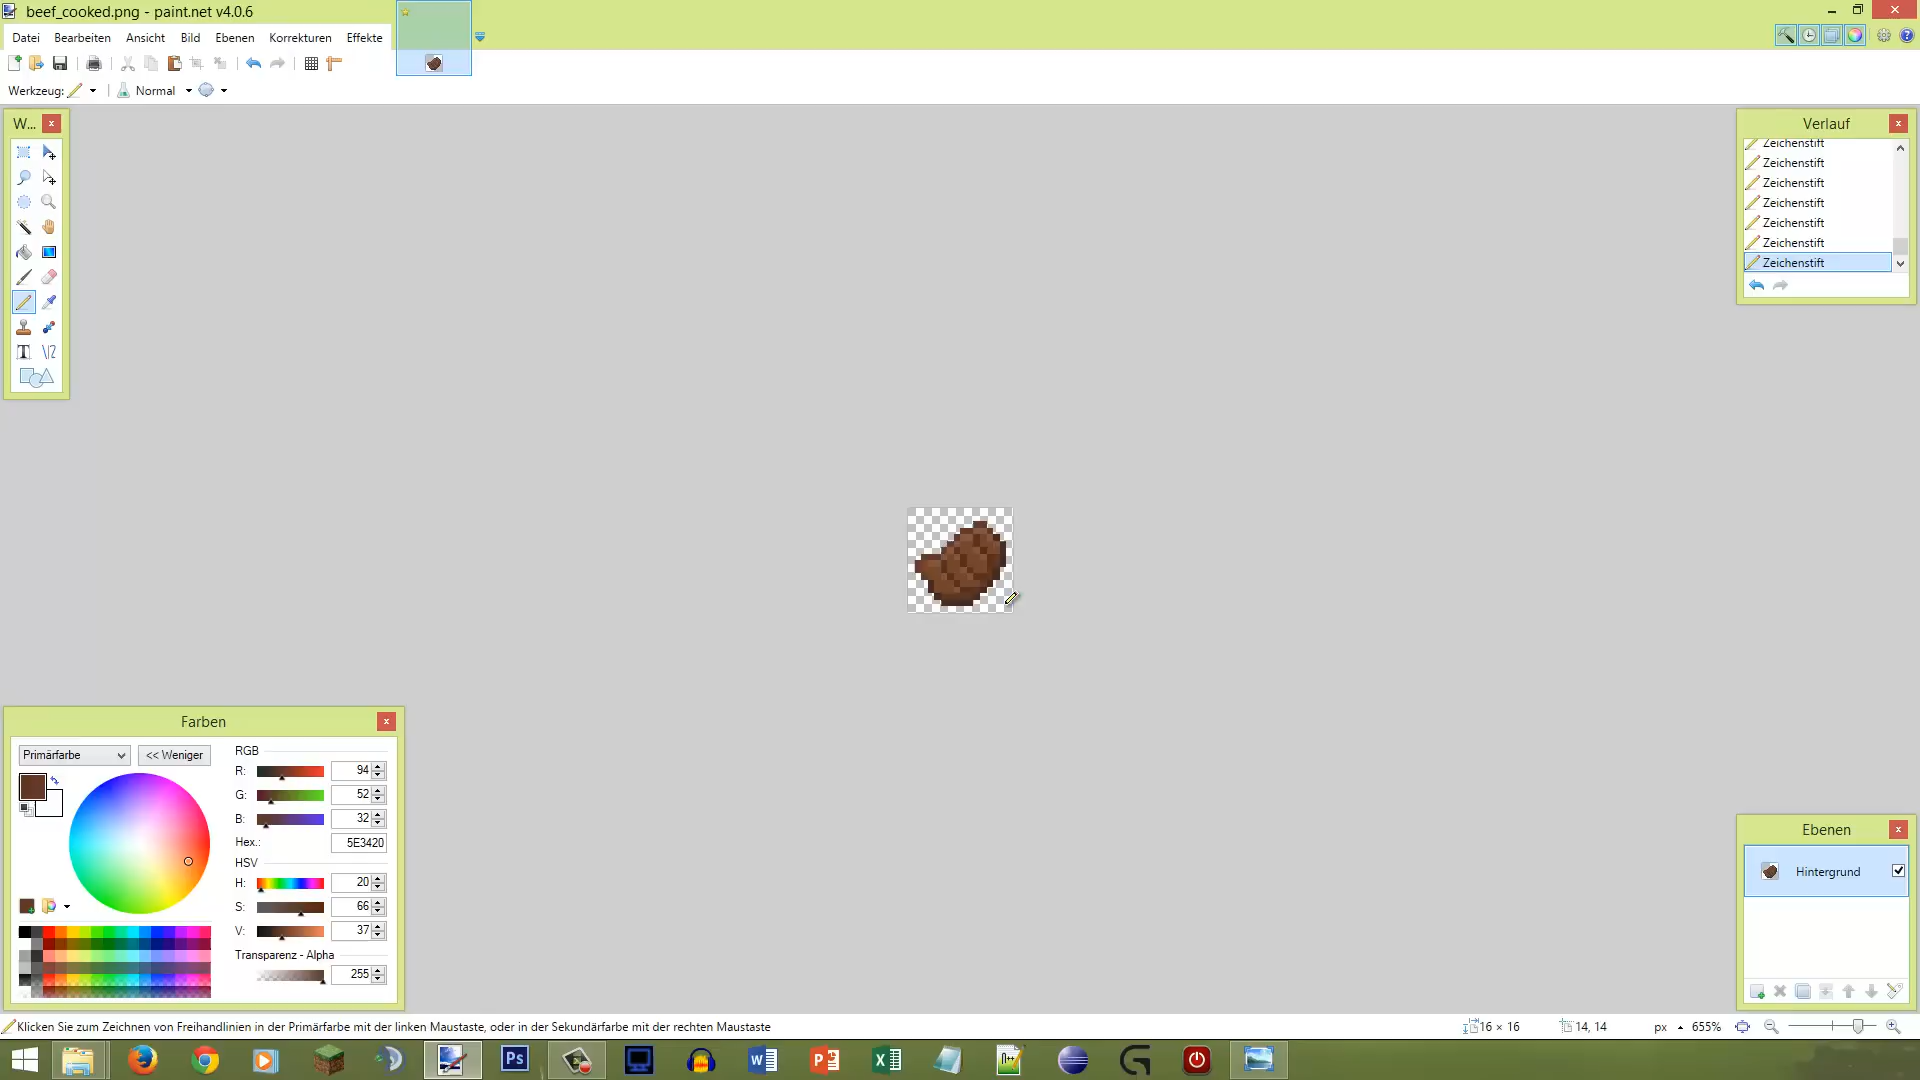 beef_cooked.png - paint.net v4.0.6
Datei Bearbeiten Ansicht Bild Ebenen Korrekturen Effekte
Werkzeug: Normal
W...
Verlauf
Zeichenstift
Zeichenstift
Zeichenstift
Zeichenstift
Zeichenstift
Zeichenstift
Zeichenstift
Farben
Primärfarbe << Weniger
RGB
R: 94
G: 52
B: 32
Hex.: 5E3420
HSV
H: 20
S: 66
V: 37
Transparenz - Alpha
255
Ebenen
Hintergrund
Klicken Sie zum Zeichnen von Freihandlinien in der Primärfarbe mit der linken Maustaste, oder in der Sekundärfarbe mit der rechten Maustaste
16 × 16 14, 14 px 655%
Ps